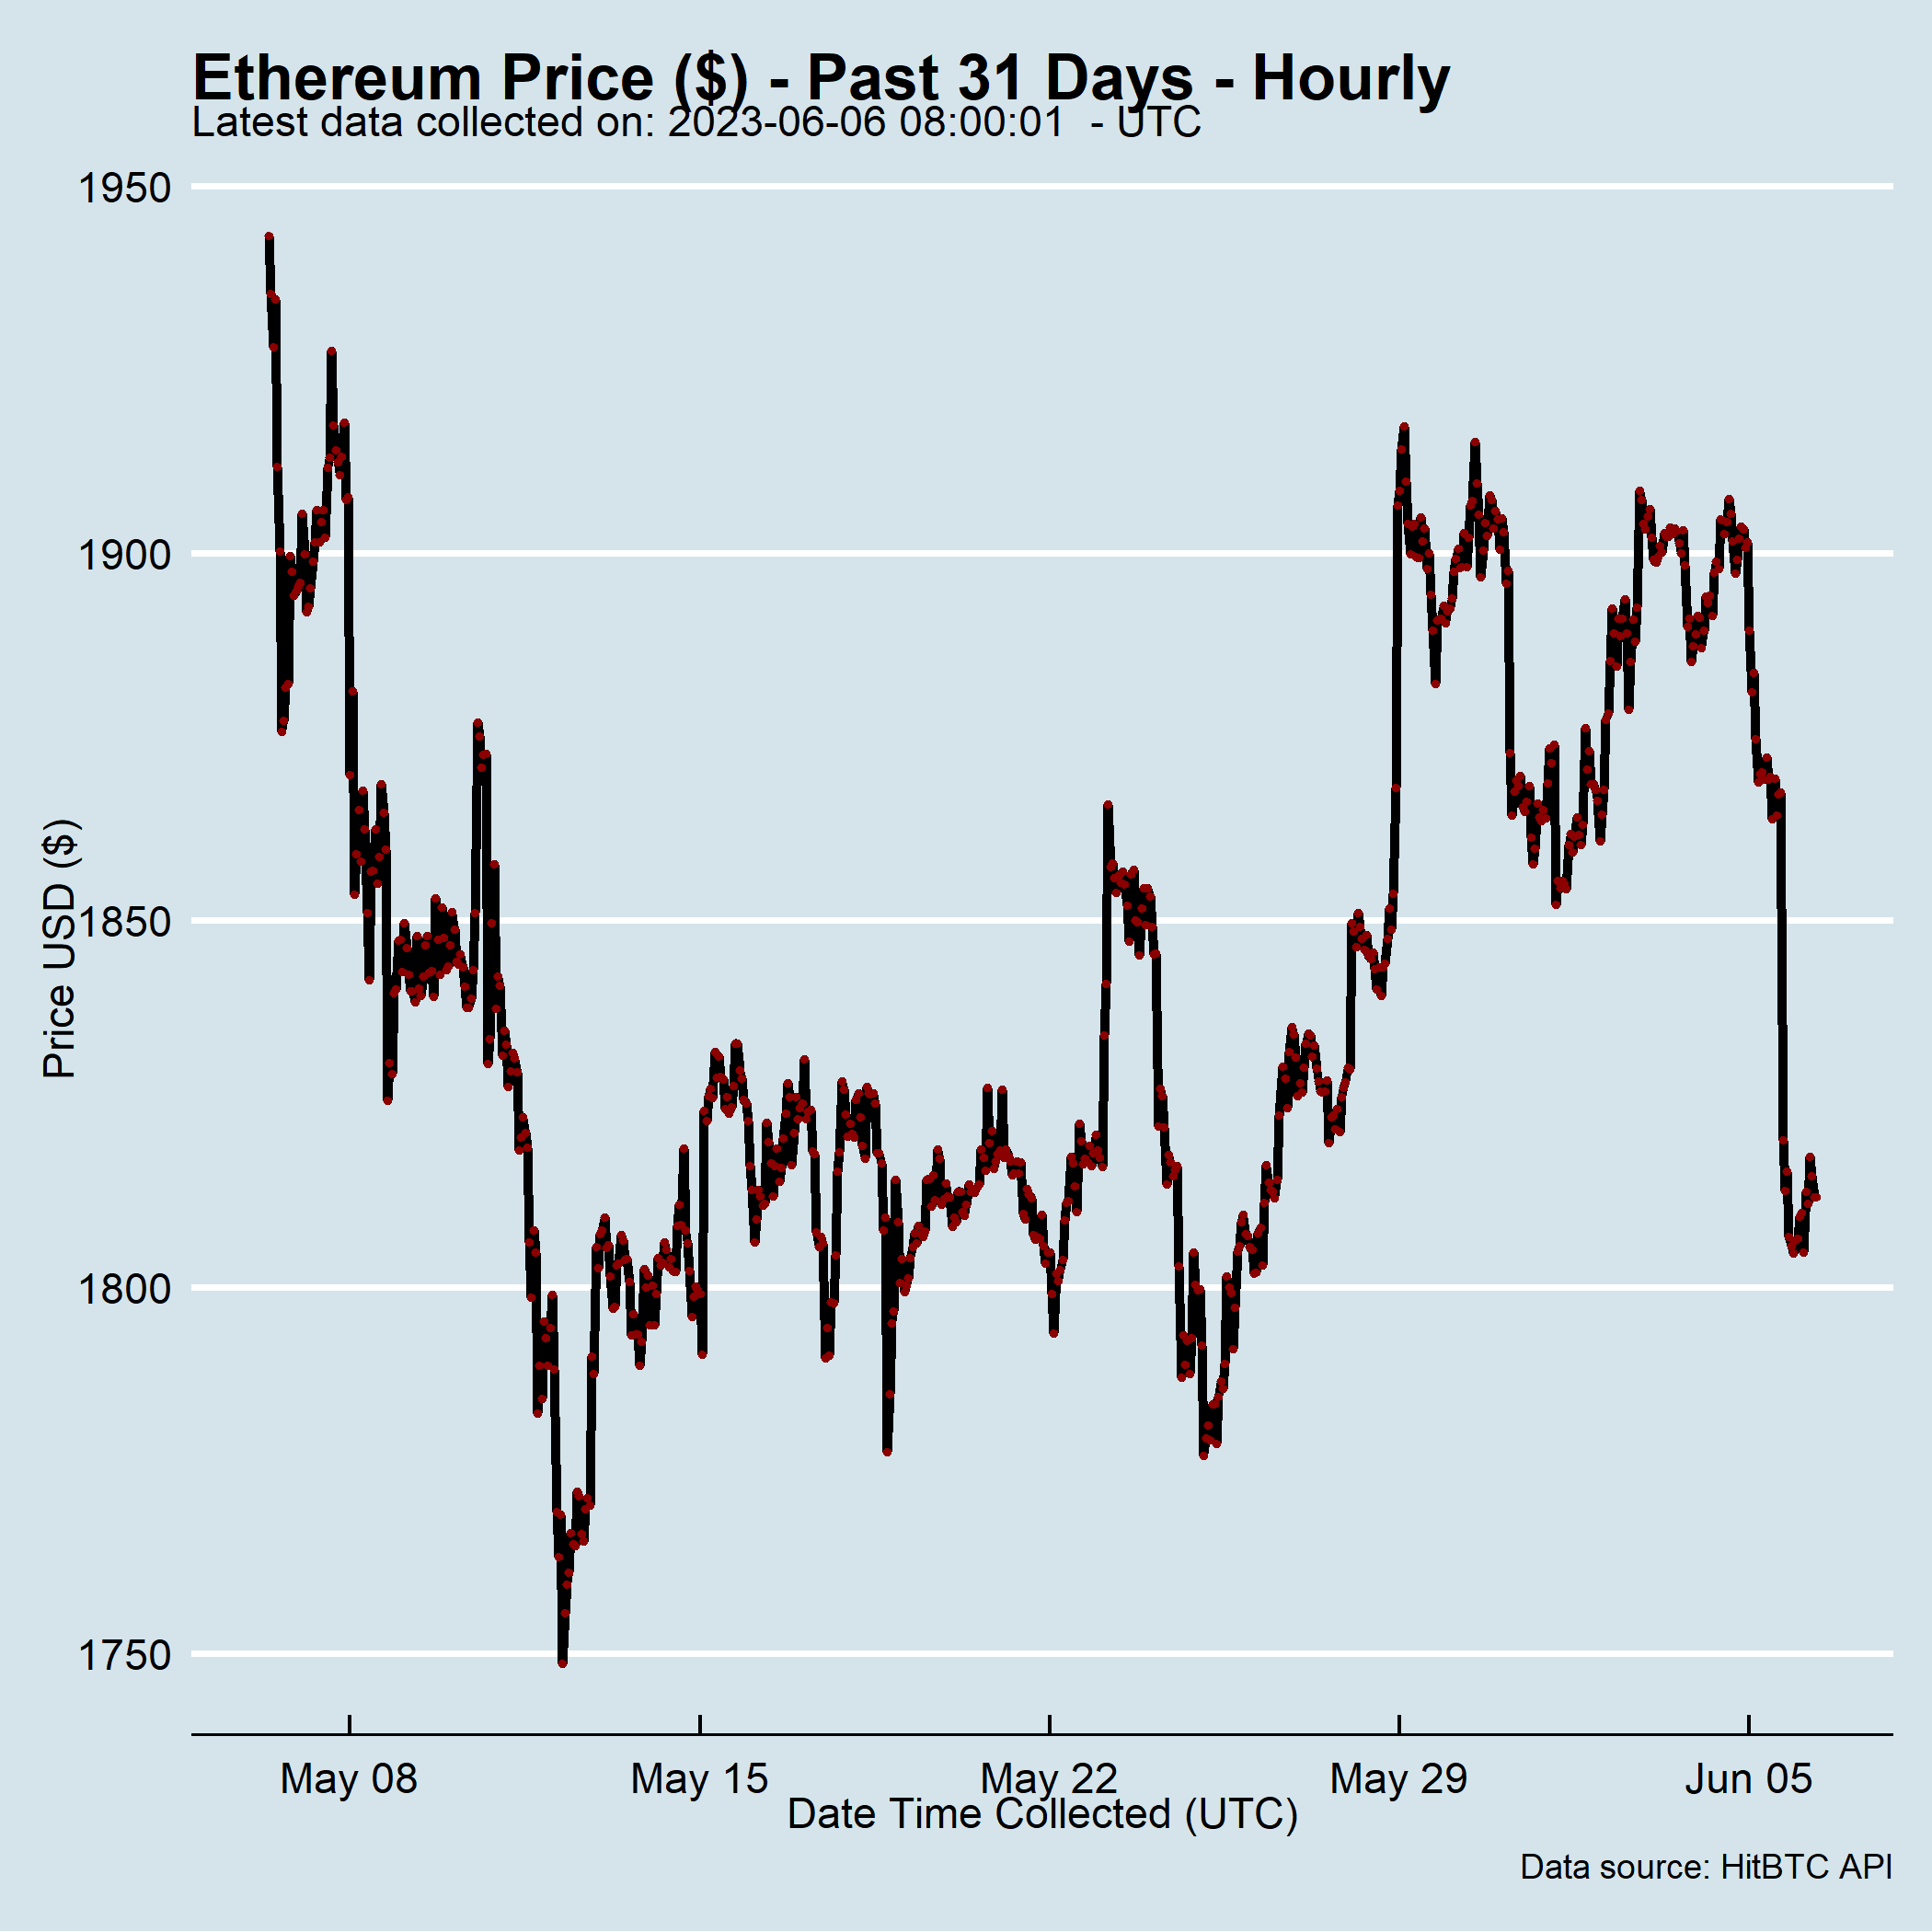 Ethereum Price ($) - Past 31 Days - Hourly
Latest data collected on: 2023-06-06 08:00:01  - UTC
1950
1900
1850
1800
1750
Price USD ($)
May 08
May 15
May 22
May 29
Jun 05
Date Time Collected (UTC)
Data source: HitBTC API